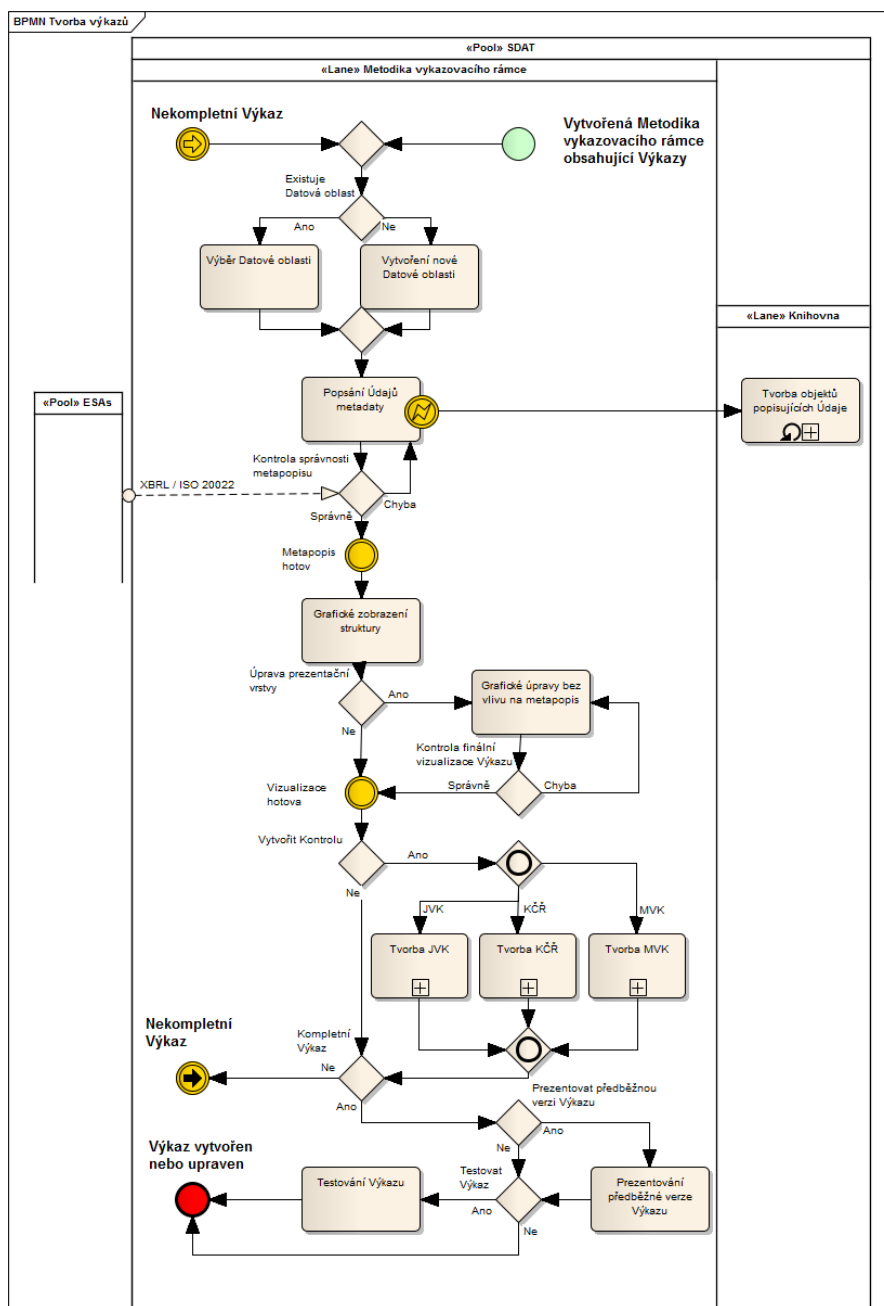 BPMN Tvorba výkazů
«Pool» SDAT
«Lane» Metodika vykazovacího rámce
Nekompletní Výkaz
Vytvořená Metodika
vykazovacího rámce
obsahující Výkazy
Existuje
Datová oblast
Ano
Ne
Výběr Datové oblasti
Vytvoření nové
Datové oblasti
«Lane» Knihovna
«Pool» ESAs
Popsání Údajů
metadaty
Tvorba objektů
popisujících Údaje
Kontrola správnosti
metapopisu
XBRL / ISO 20022
Chyba
Správně
Metapopis
hotov
Grafické zobrazení
struktury
Úprava prezentační
vrstvy
Ano
Ne
Grafické úpravy bez
vlivu na metapopis
Kontrola finální
vizualizace Výkazu
Správně
Chyba
Vizualizace
hotova
Vytvořit Kontrolu
Ano
Ne
JVK
KČŘ
MVK
Tvorba JVK
Tvorba KČŘ
Tvorba MVK
Nekompletní
Výkaz
Kompletní
Výkaz
Ne
Ano
Prezentovat předběžnou
verzi Výkazu
Ano
Ne
Výkaz vytvořen
nebo upraven
Testování Výkazu
Testovat
Výkaz
Ano
Ne
Prezentování
předběžné verze
Výkazu